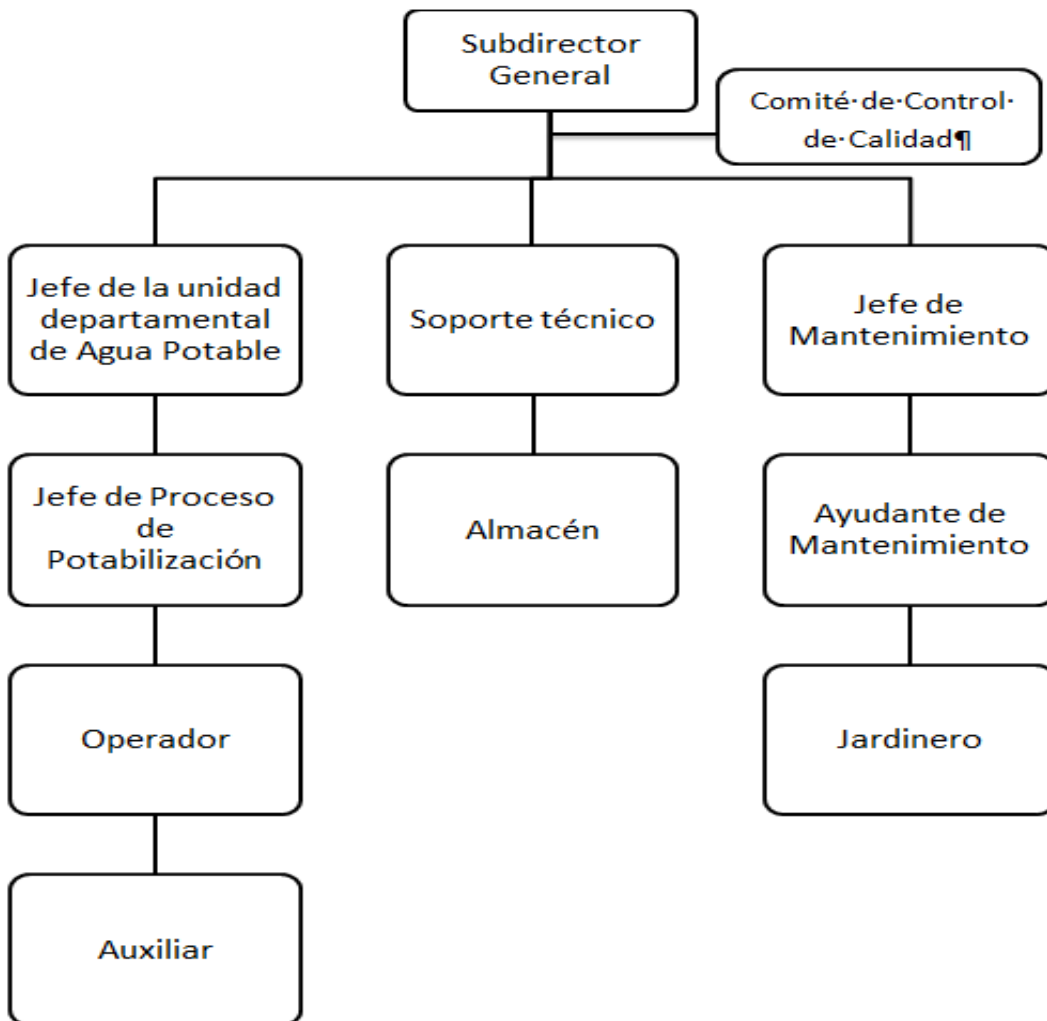 Subdirector
General
Comité·de·Control·
de·Calidad¶
Jefe de la unidad
departamental
de Agua Potable
Soporte técnico
Jefe de
Mantenimiento
Jefe de Proceso
de
Potabilización
Almacén
Ayudante de
Mantenimiento
Operador
Jardinero
Auxiliar